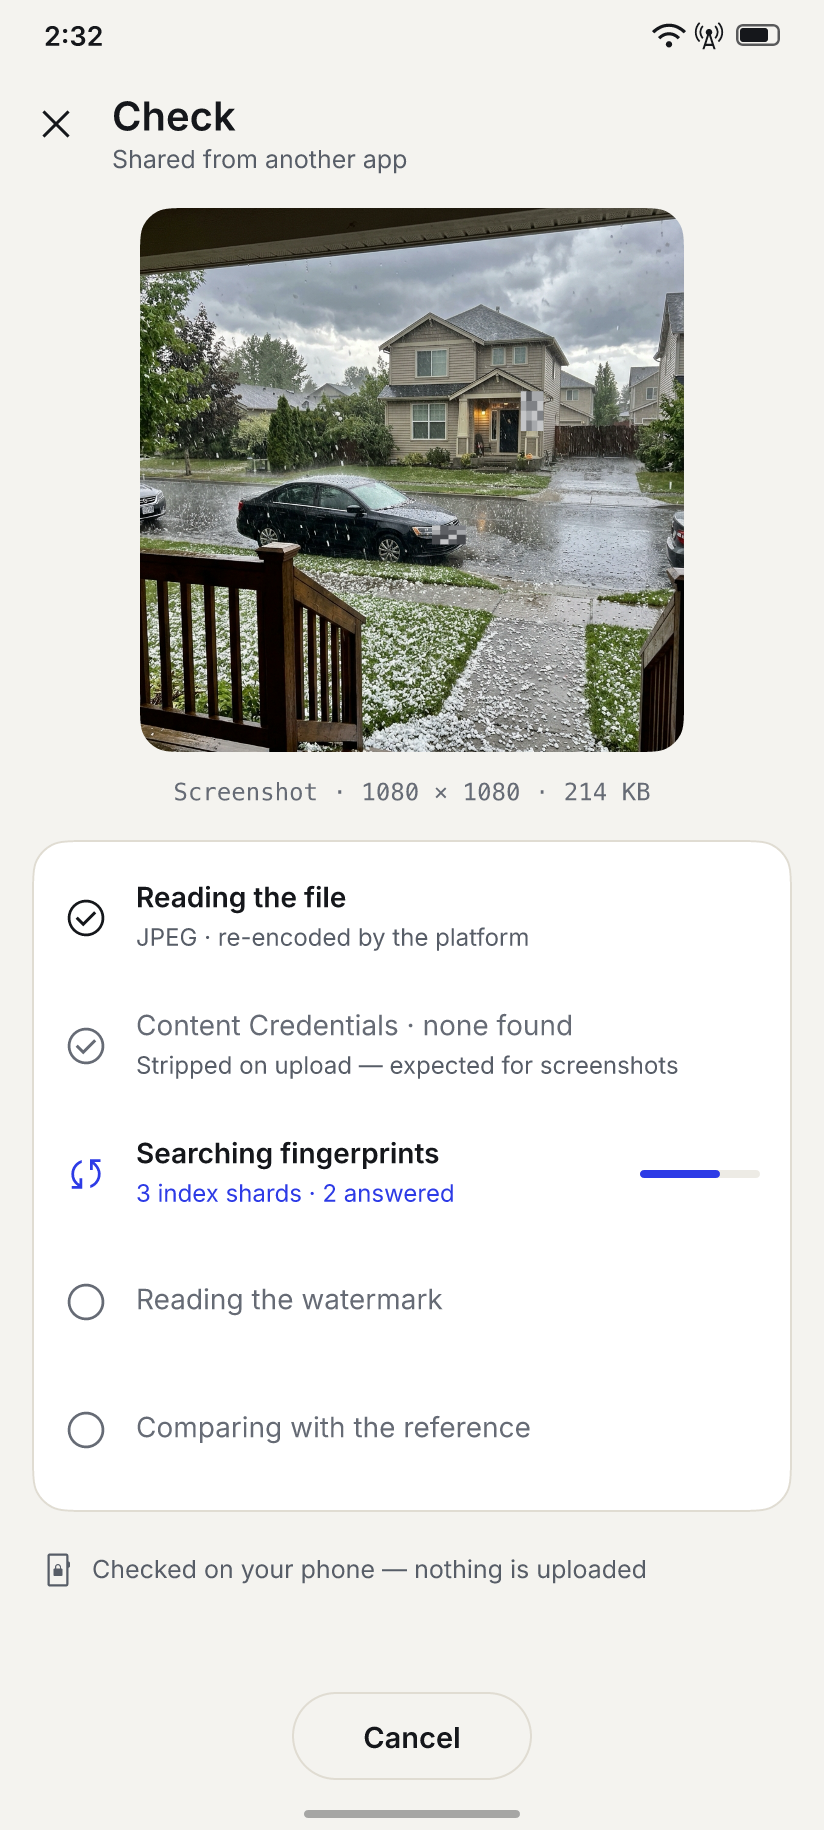 2:32
Check
Shared from another app
Screenshot · 1080 × 1080 · 214 KB
Reading the file
JPEG · re-encoded by the platform
Content Credentials · none found
Stripped on upload — expected for screenshots
Searching fingerprints
3 index shards · 2 answered
Reading the watermark
Comparing with the reference
Checked on your phone — nothing is uploaded
Cancel